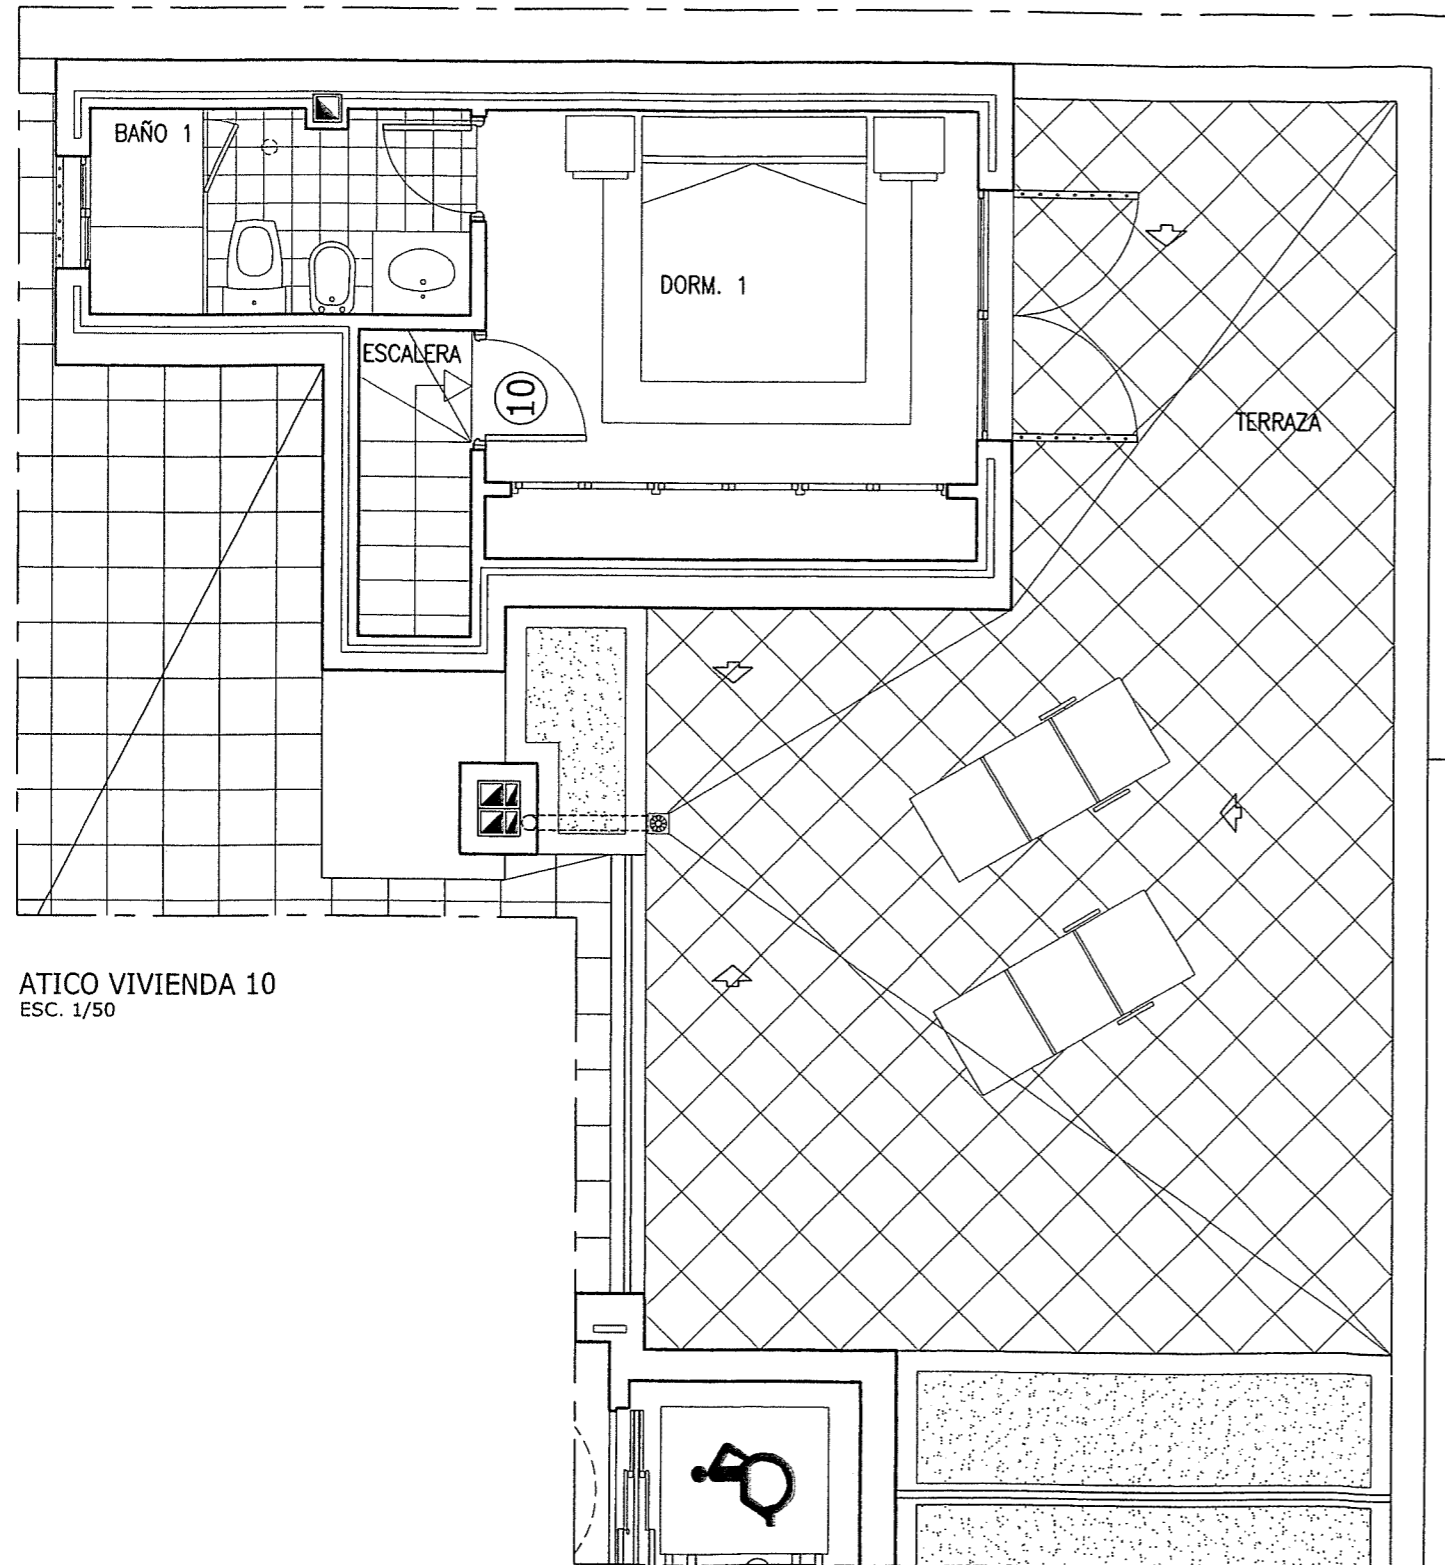 BAÑO 1
DORM. 1
ESCALERA
10
TERRAZA
ATICO VIVIENDA 10
ESC. 1/50